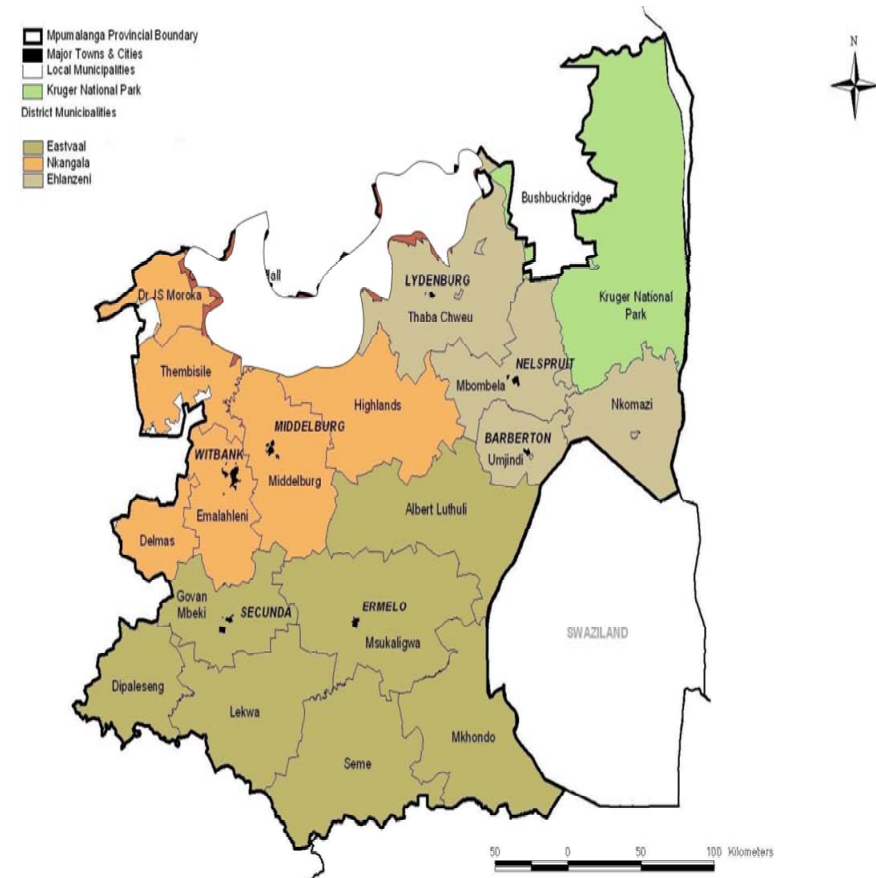 Mpumalanga Provincial Boundary
Major Towns & Cities
Local Municipalities
Kruger National Park
District Municipalities
Eastvaal
Nkangala
Ehlanzeni
N
Bushbuckridge
Kruger National
Park
LYDENBURG
Thaba Chweu
Dr JS Moroka
Thembisile
NELSPRUIT
Mbombela
Nkomazi
Highlands
MIDDELBURG
Middelburg
BARBERTON
Umjindi
WITBANK
Emalahleni
Delmas
Albert Luthuli
Govan
Mbeki
SECUNDA
ERMELO
Msukaligwa
SWAZILAND
Dipaleseng
Lekwa
Seme
Mkhondo
50 0 50 100 Kilometers